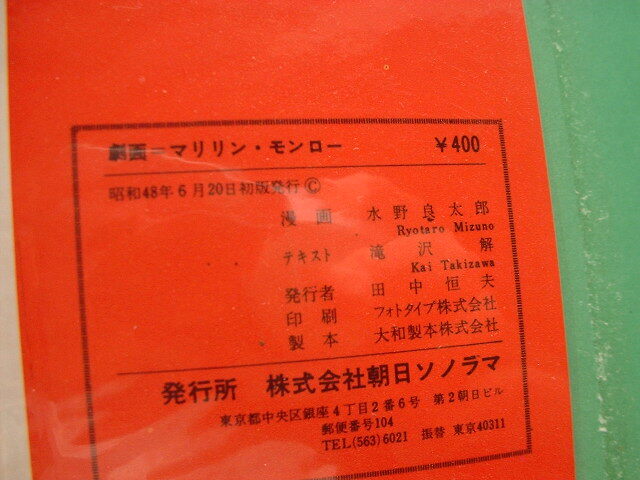 劇画＝マリリン・モンロー ￥400
昭和48年6月20日初版発行Ⓒ
漫画 水野良太郎
Ryotaro Mizuno
テキスト 滝沢解
Kai Takizawa
発行者 田中恒夫
印刷 フォトタイプ株式会社
製本 大和製本株式会社
発行所 株式会社朝日ソノラマ
東京都中央区銀座4丁目2番6号 第2朝日ビル
郵便番号104
TEL(563)6021 振替 東京40311